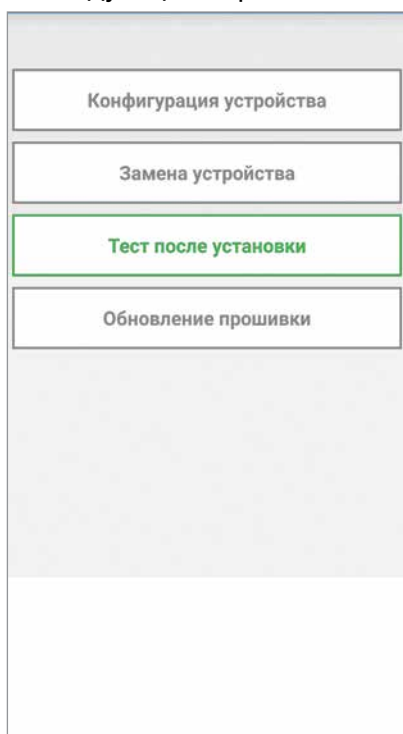 Конфигурация устройства
Замена устройства
Тест после установки
Обновление прошивки